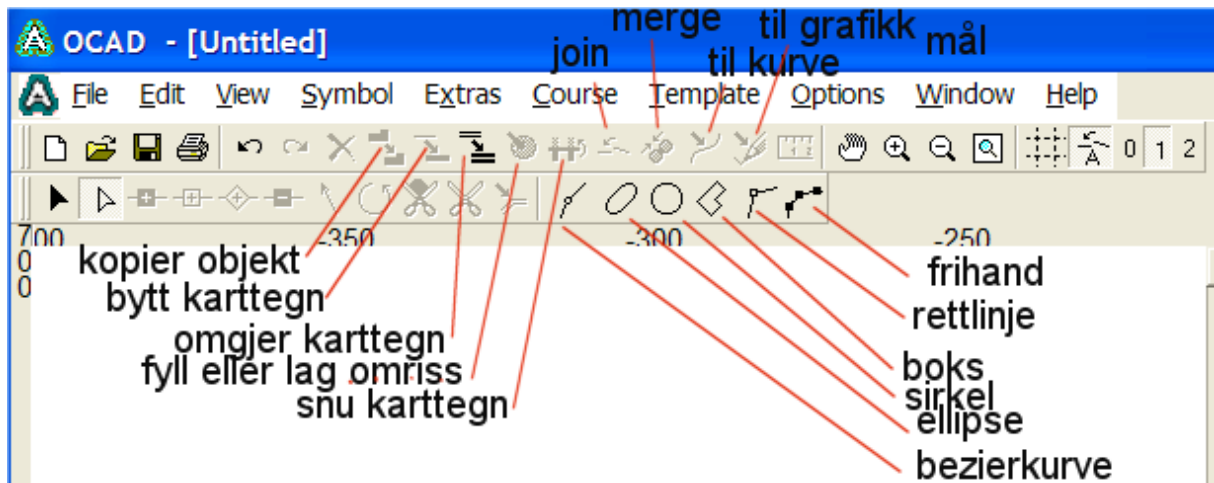 OCAD - [Untitled]
merge
til grafikk
mål
join
til kurve
File Edit View Symbol Extras Course Template Options Window Help
0 1 2
700 -350 -300 -250
0
0
kopier objekt
bytt karttegn
omgjer karttegn
fyll eller lag omriss
snu karttegn
frihand
rettlinje
boks
sirkel
ellipse
bezierkurve